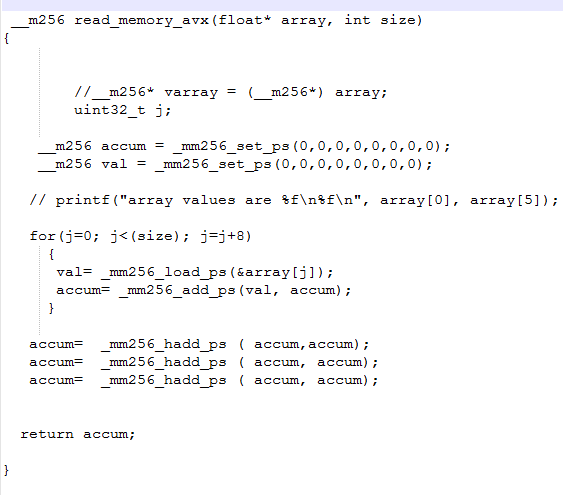 __m256 read_memory_avx(float* array, int size)
{
//__m256* varray = (__m256*) array;
uint32_t j;
__m256 accum = _mm256_set_ps(0,0,0,0,0,0,0,0);
__m256 val = _mm256_set_ps(0,0,0,0,0,0,0,0);
// printf("array values are %f\n%f\n", array[0], array[5]);
for(j=0; j<(size); j=j+8)
{
val= _mm256_load_ps(&array[j]);
accum= _mm256_add_ps(val, accum);
}
accum= _mm256_hadd_ps ( accum,accum);
accum= _mm256_hadd_ps ( accum, accum);
accum= _mm256_hadd_ps ( accum, accum);
return accum;
}